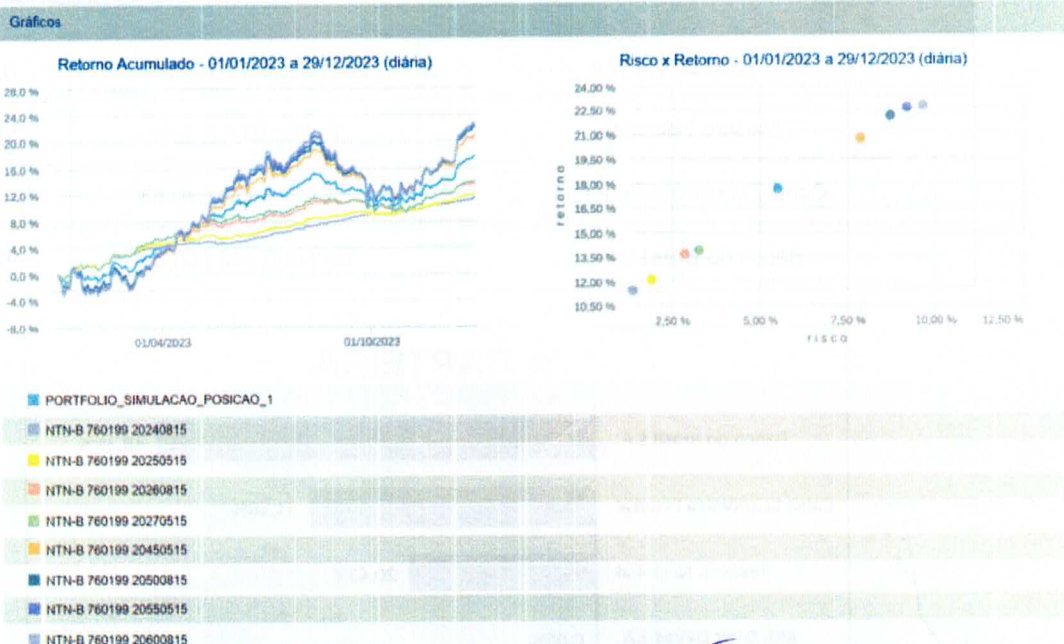 Gráficos
Retorno Acumulado - 01/01/2023 a 29/12/2023 (diária)
28,0 %
24,0 %
20,0 %
16,0 %
12,0 %
8,0 %
4,0 %
0,0 %
-4,0 %
-8,0 %
01/04/2023
01/10/2023
Risco x Retorno - 01/01/2023 a 29/12/2023 (diária)
24,00 %
22,50 %
21,00 %
19,50 %
18,00 %
16,50 %
15,00 %
13,50 %
12,00 %
10,50 %
retorno
2,50 %
5,00 %
7,50 %
10,00 %
12,50 %
risco
PORTFOLIO_SIMULACAO_POSICAO_1
NTN-B 760199 20240815
NTN-B 760199 20250515
NTN-B 760199 20260815
NTN-B 760199 20270515
NTN-B 760199 20450515
NTN-B 760199 20500815
NTN-B 760199 20550515
NTN-B 760199 20600815